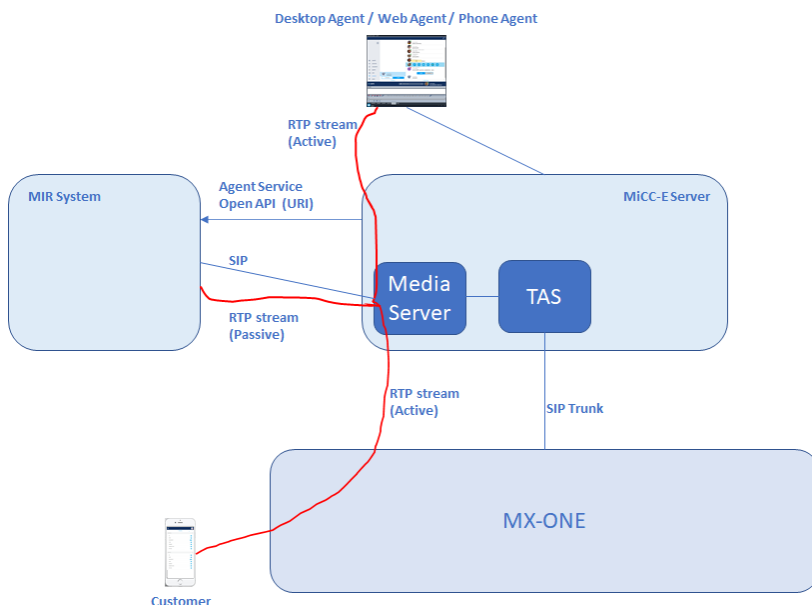 Desktop Agent / Web Agent / Phone Agent
RTP stream
(Active)
MIR System
Agent Service
Open API (URI)
MiCC-E Server
SIP
Media
Server
TAS
RTP stream
(Passive)
RTP stream
(Active)
SIP Trunk
MX-ONE
Customer